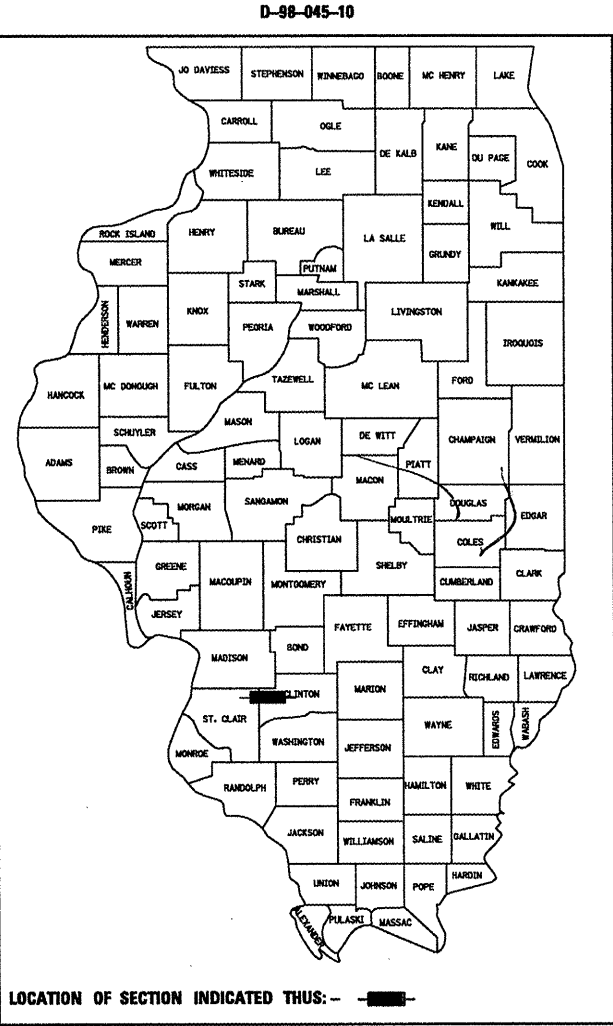 D-98-045-10
JO DAVIESS STEPHENSON WINNEBAGO BOONE MC HENRY LAKE
CARROLL OGLE
DE KALB KANE DU PAGE COOK
WHITESIDE LEE
KENDALL
ROCK ISLAND HENRY BUREAU LA SALLE WILL
MERCER PUTNAM GRUNDY
STARK MARSHALL KANKAKEE
HENDERSON WARREN KNOX PEORIA WOODFORD LIVINGSTON
IROQUOIS
HANCOCK MC DONOUGH FULTON TAZEWELL MC LEAN FORD
SCHUYLER MASON LOGAN DE WITT CHAMPAIGN VERMILION
ADAMS BROWN CASS MENARD PIATT
MACON
PIKE SCOTT MORGAN SANGAMON MOULTRIE DOUGLAS EDGAR
CHRISTIAN COLES
GREENE SHELBY
CALHOUN MACOUPIN MONTGOMERY CUMBERLAND CLARK
JERSEY FAYETTE EFFINGHAM JASPER CRAWFORD
MADISON BOND
CLAY RICHLAND LAWRENCE
CLINTON MARION
ST. CLAIR WAYNE EDWARDS WABASH
WASHINGTON JEFFERSON
MONROE
RANDOLPH PERRY HAMILTON WHITE
FRANKLIN
JACKSON WILLIAMSON SALINE GALLATIN
UNION JOHNSON POPE HARDIN
ALEXANDER PULASKI MASSAC
LOCATION OF SECTION INDICATED THUS: -